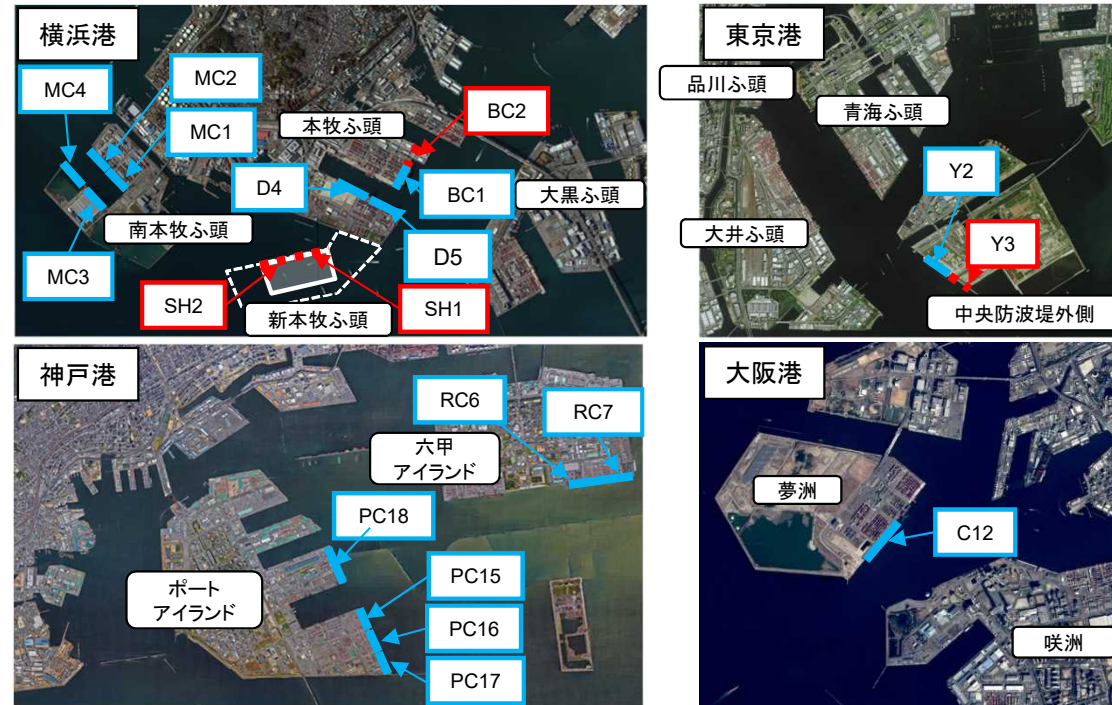 横浜港
MC4
MC2
MC1
本牧ふ頭
BC2
D4
BC1
大黒ふ頭
南本牧ふ頭
D5
MC3
SH2
SH1
新本牧ふ頭
東京港
品川ふ頭
青海ふ頭
Y2
大井ふ頭
Y3
中央防波堤外側
神戸港
RC6
RC7
六甲
アイランド
PC18
PC15
ポート
アイランド
PC16
PC17
大阪港
夢洲
C12
咲洲